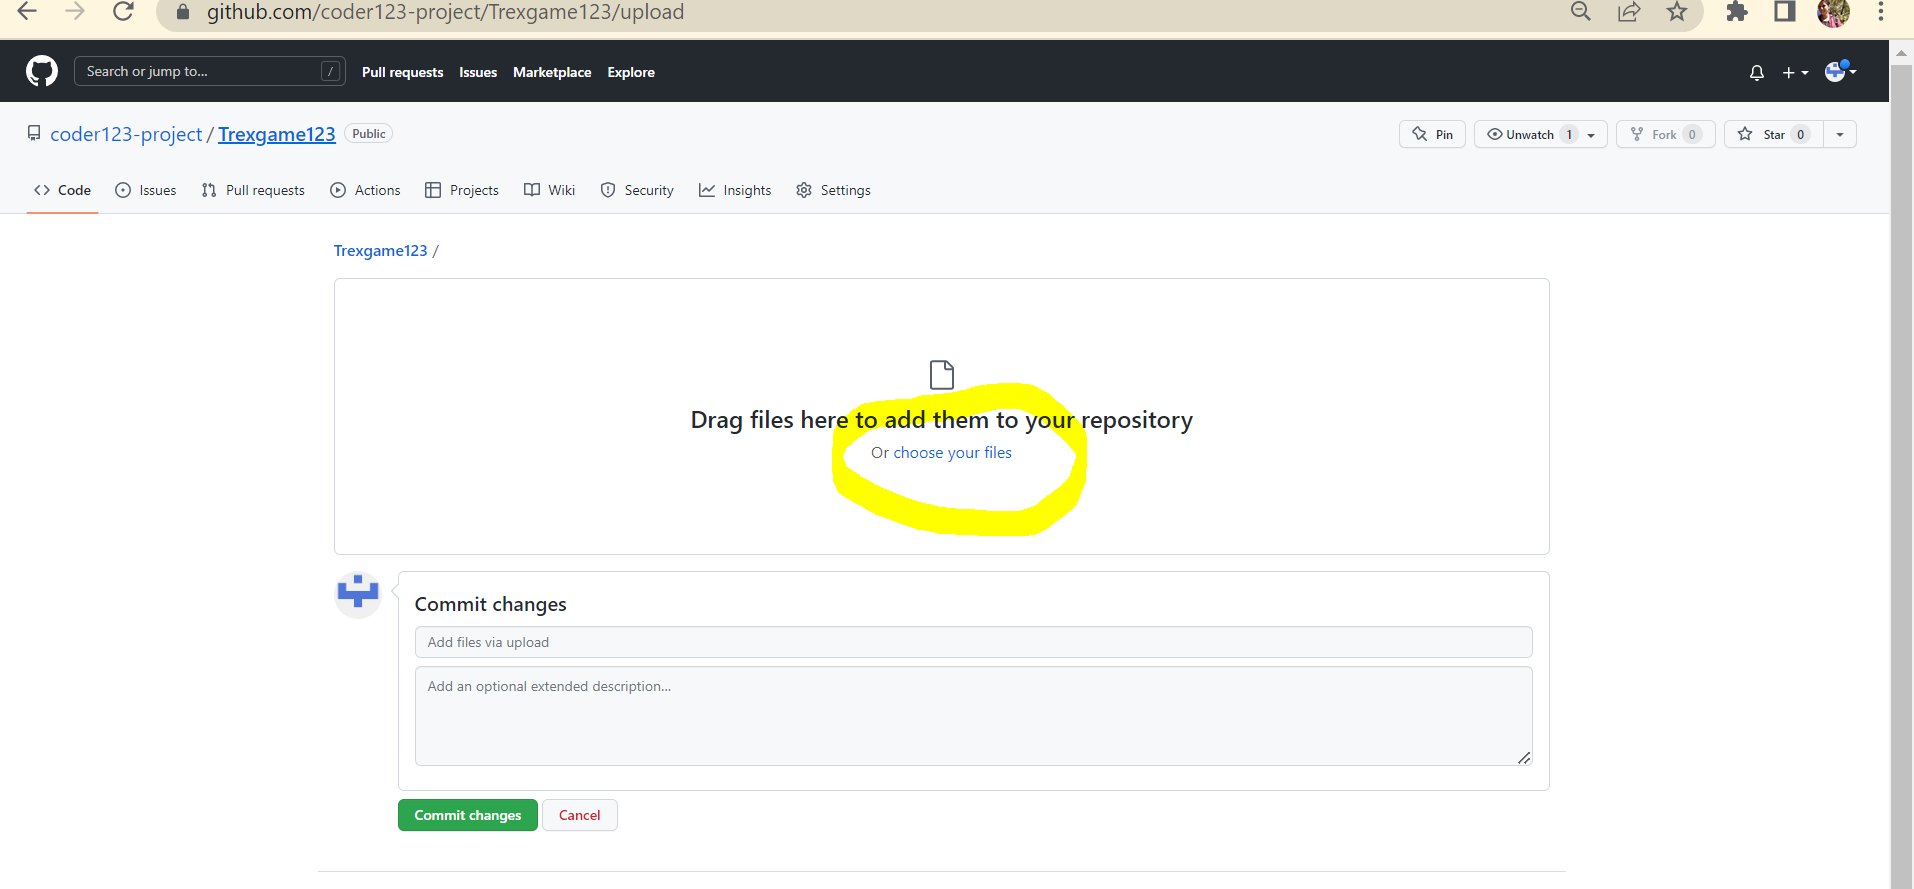 github.com/coder123-project/Trexgame123/upload
Search or jump to... / Pull requests Issues Marketplace Explore
coder123-project / Trexgame123 Public Pin Unwatch 1 Fork 0 Star 0
Code Issues Pull requests Actions Projects Wiki Security Insights Settings
Trexgame123 /
Drag files here to add them to your repository
Or choose your files
Commit changes
Add files via upload
Add an optional extended description...
Commit changes Cancel